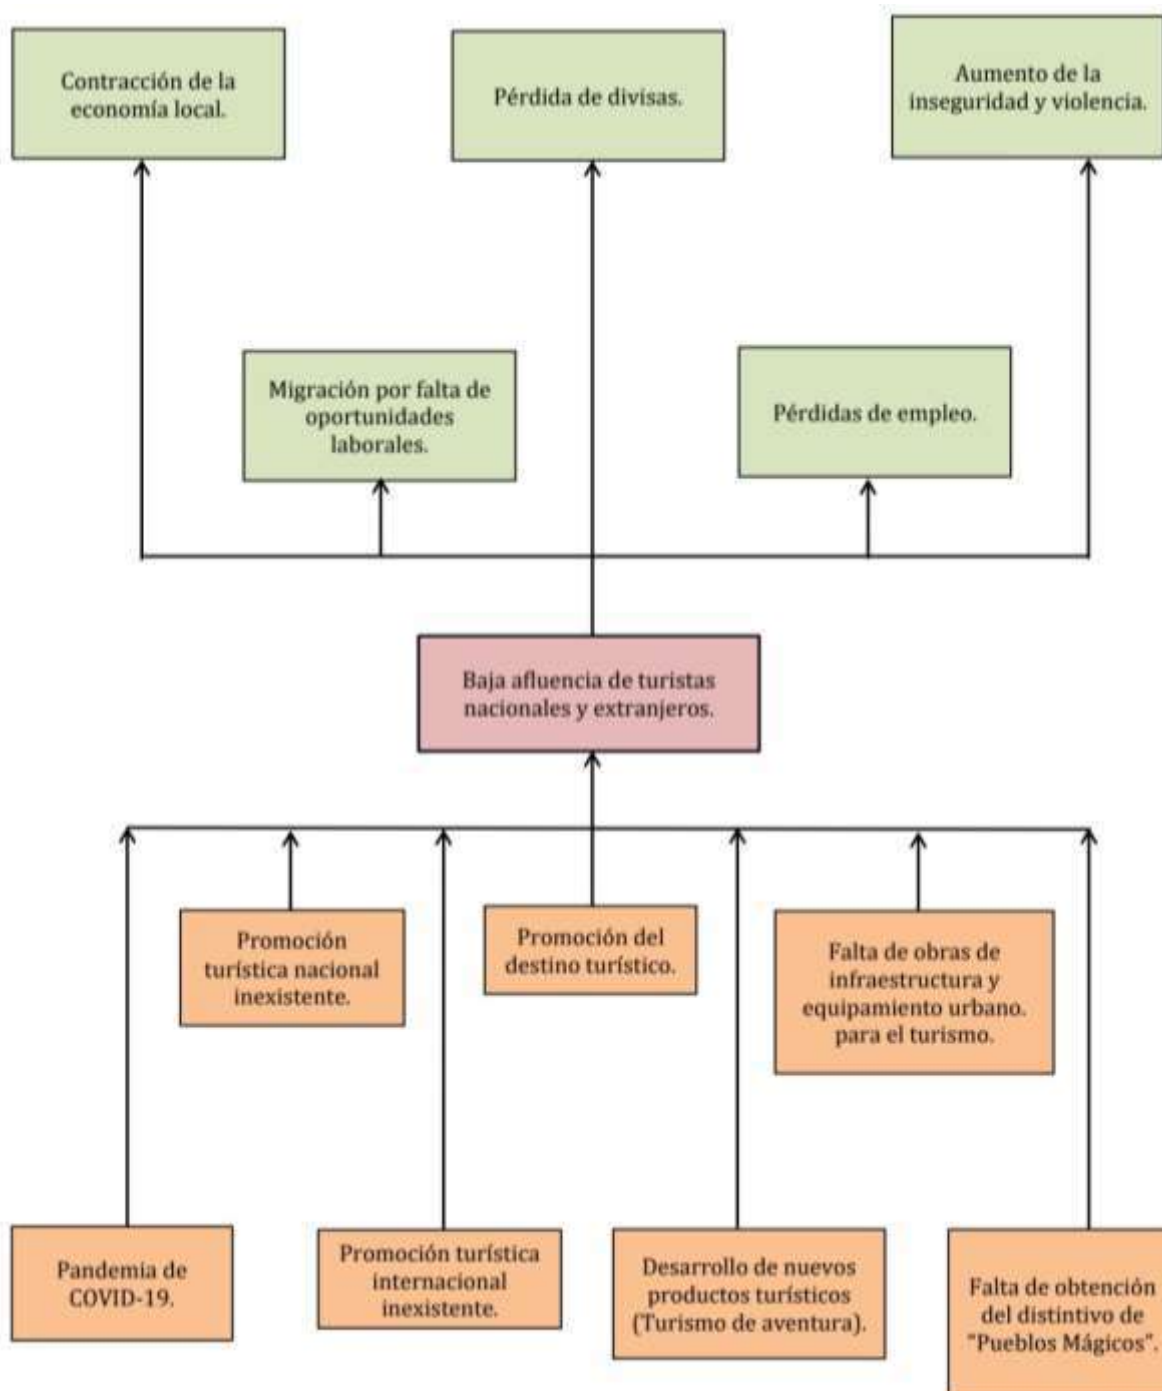 Contracción de la
economía local.
Pérdida de divisas.
Aumento de la
inseguridad y violencia.
Migración por falta de
oportunidades
laborales.
Pérdidas de empleo.
Baja afluencia de turistas
nacionales y extranjeros.
Promoción
turística nacional
inexistente.
Promoción del
destino turístico.
Falta de obras de
infraestructura y
equipamiento urbano.
para el turismo.
Pandemia de
COVID-19.
Promoción turística
internacional
inexistente.
Desarrollo de nuevos
productos turísticos
(Turismo de aventura).
Falta de obtención
del distintivo de
"Pueblos Mágicos".